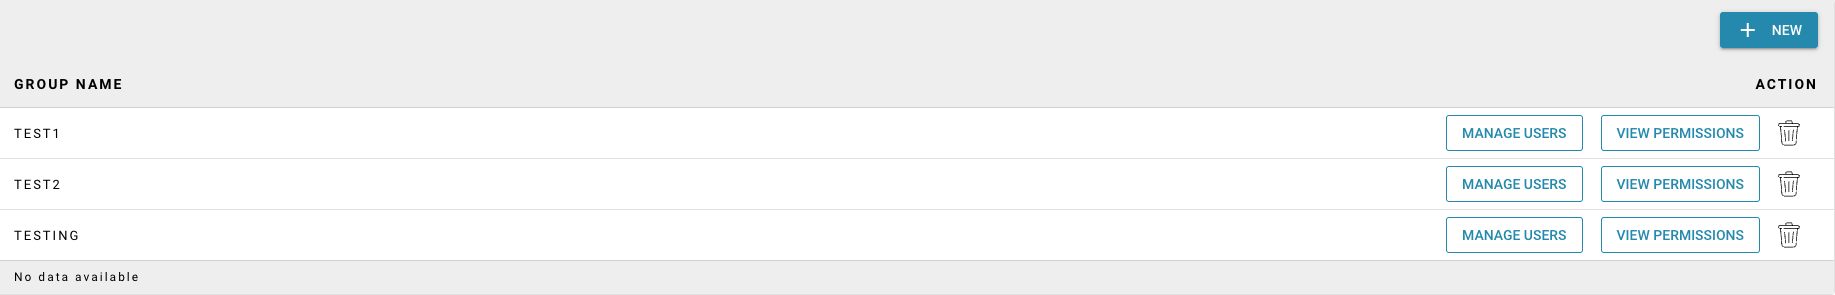 NEW
GROUP NAME ACTION
TEST1 MANAGE USERS VIEW PERMISSIONS
TEST2 MANAGE USERS VIEW PERMISSIONS
TESTING MANAGE USERS VIEW PERMISSIONS
No data available